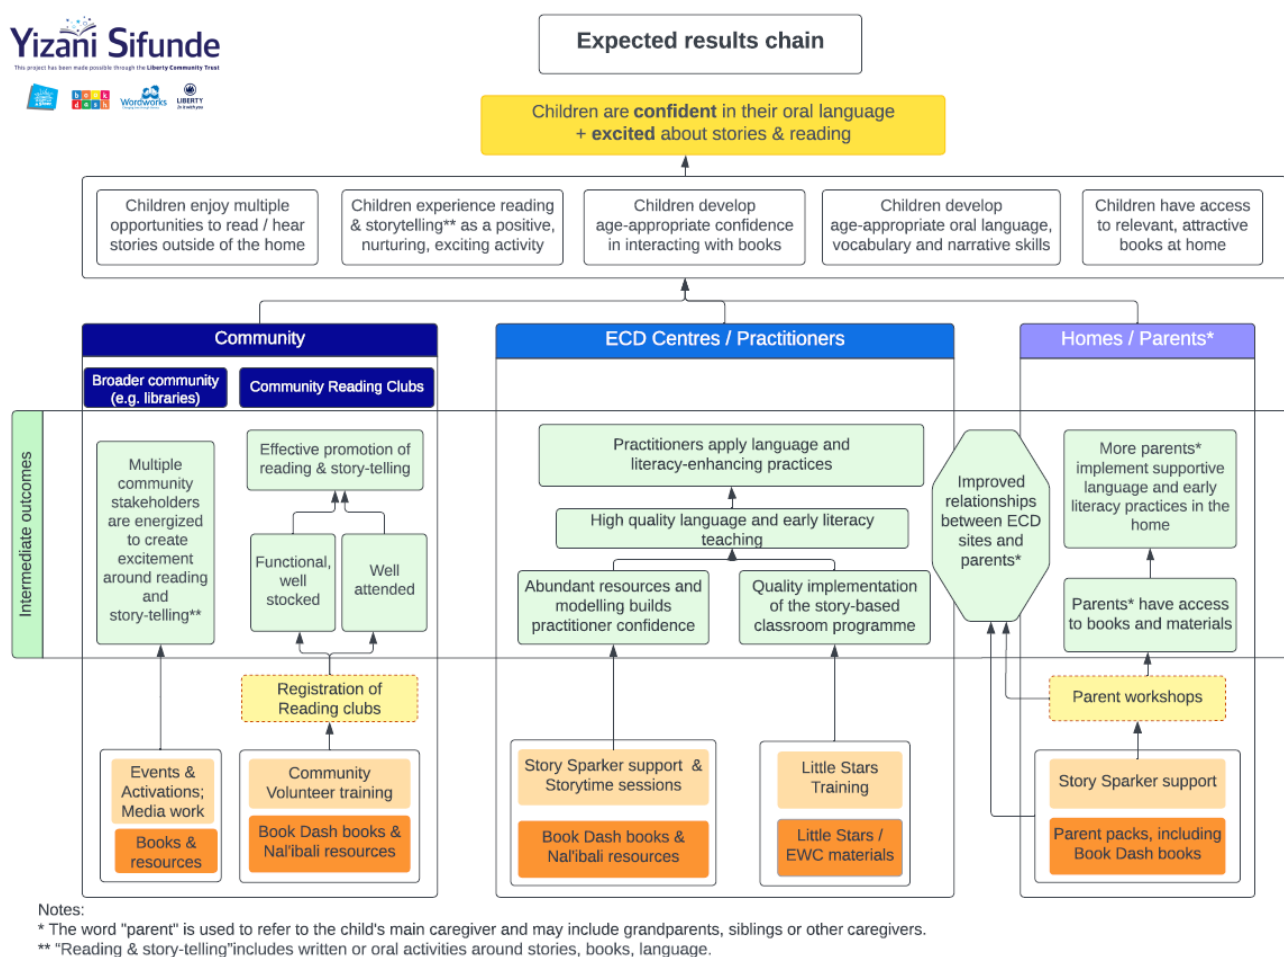 Yizani Sifunde
This project has been made possible through the Liberty Community Trust
book
dash
Wordworks
LIBERTY
Expected results chain
Children are confident in their oral language
+ excited about stories & reading
Children enjoy multiple
opportunities to read / hear
stories outside of the home
Children experience reading
& storytelling** as a positive,
nurturing, exciting activity
Children develop
age-appropriate confidence
in interacting with books
Children develop
age-appropriate oral language,
vocabulary and narrative skills
Children have access
to relevant, attractive
books at home
Community
ECD Centres / Practitioners
Homes / Parents*
Broader community
(e.g. libraries)
Community Reading Clubs
Intermediate outcomes
Multiple
community
stakeholders
are energized
to create
excitement
around reading
and
story-telling**
Effective promotion of
reading & story-telling
Functional,
well
stocked
Well
attended
Practitioners apply language and
literacy-enhancing practices
High quality language and early literacy
teaching
Abundant resources and
modelling builds
practitioner confidence
Quality implementation
of the story-based
classroom programme
Improved
relationships
between ECD
sites and
parents*
More parents*
implement supportive
language and early
literacy practices in the
home
Parents* have access
to books and materials
Registration of
Reading clubs
Parent workshops
Events &
Activations;
Media work
Books &
resources
Community
Volunteer training
Book Dash books &
Nal'ibali resources
Story Sparker support &
Storytime sessions
Book Dash books &
Nal'ibali resources
Little Stars
Training
Little Stars /
EWC materials
Story Sparker support
Parent packs, including
Book Dash books
Notes:
* The word "parent" is used to refer to the child's main caregiver and may include grandparents, siblings or other caregivers.
** "Reading & story-telling"includes written or oral activities around stories, books, language.